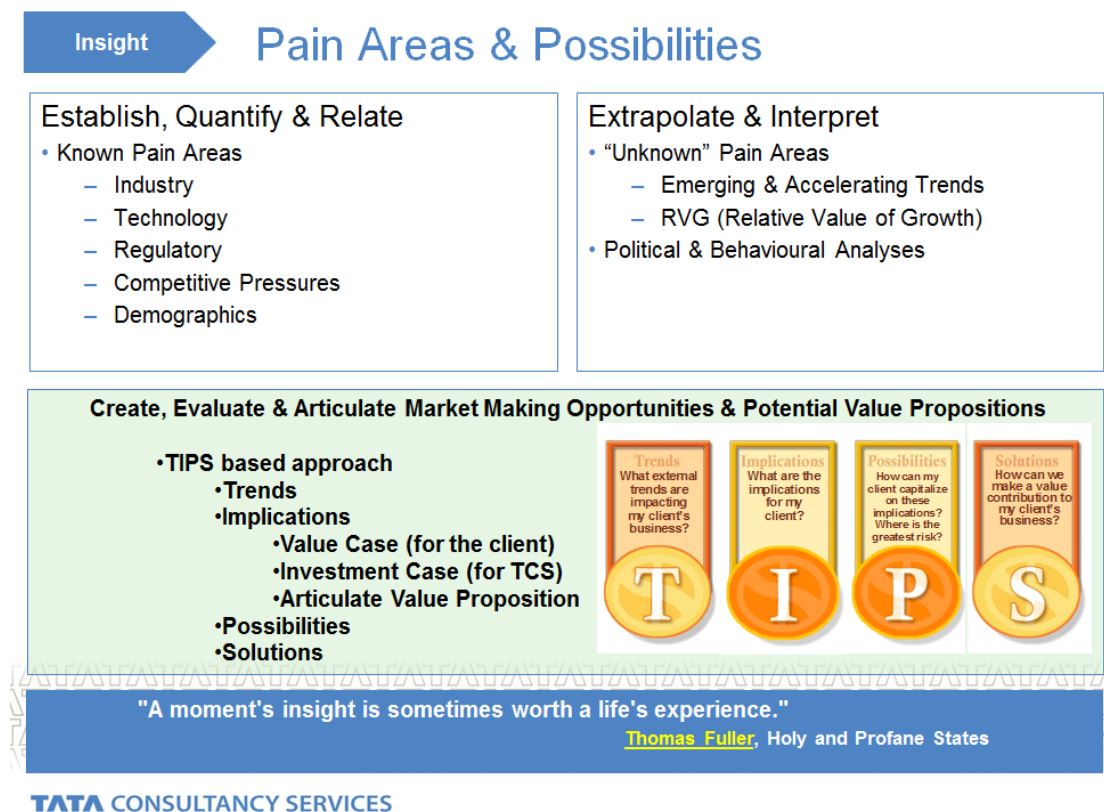 Insight
Pain Areas & Possibilities
Establish, Quantify & Relate
• Known Pain Areas
– Industry
– Technology
– Regulatory
– Competitive Pressures
– Demographics
Extrapolate & Interpret
• “Unknown” Pain Areas
– Emerging & Accelerating Trends
– RVG (Relative Value of Growth)
• Political & Behavioural Analyses
Create, Evaluate & Articulate Market Making Opportunities & Potential Value Propositions
•TIPS based approach
•Trends
•Implications
•Value Case (for the client)
•Investment Case (for TCS)
•Articulate Value Proposition
•Possibilities
•Solutions
Trends
What external
trends are
impacting
my client's
business?
T
Implications
What are the
implications
for my
client?
I
Possibilities
How can my
client capitalize
on these
implications?
Where is the
greatest risk?
P
Solutions
How can we
make a value
contribution to
my client's
business?
S
"A moment's insight is sometimes worth a life's experience."
Thomas Fuller, Holy and Profane States
TATA CONSULTANCY SERVICES